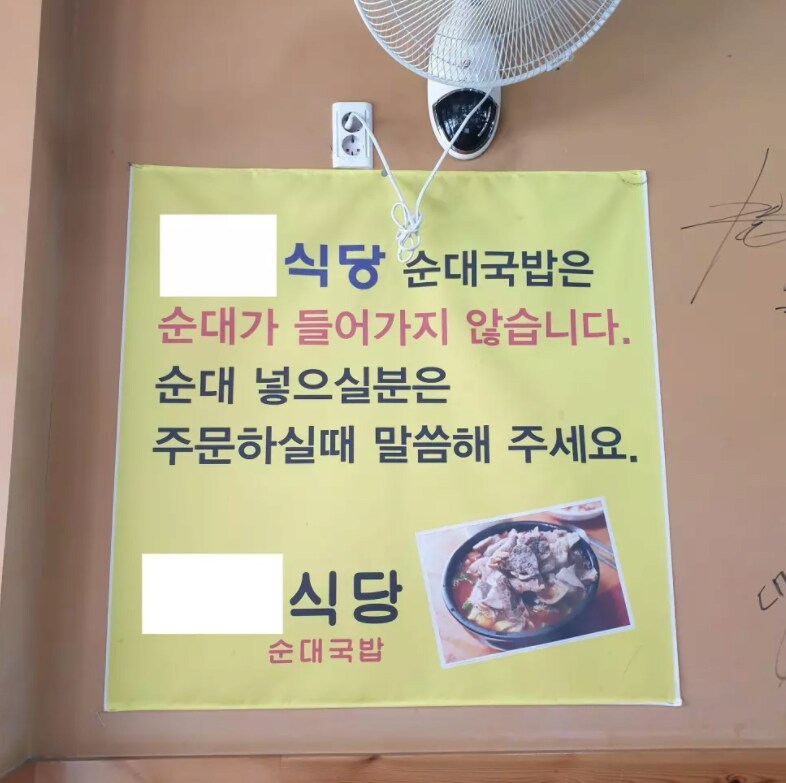 식당 순대국밥은
순대가 들어가지 않습니다.
순대 넣으실분은
주문하실때 말씀해 주세요.
식당
순대국밥